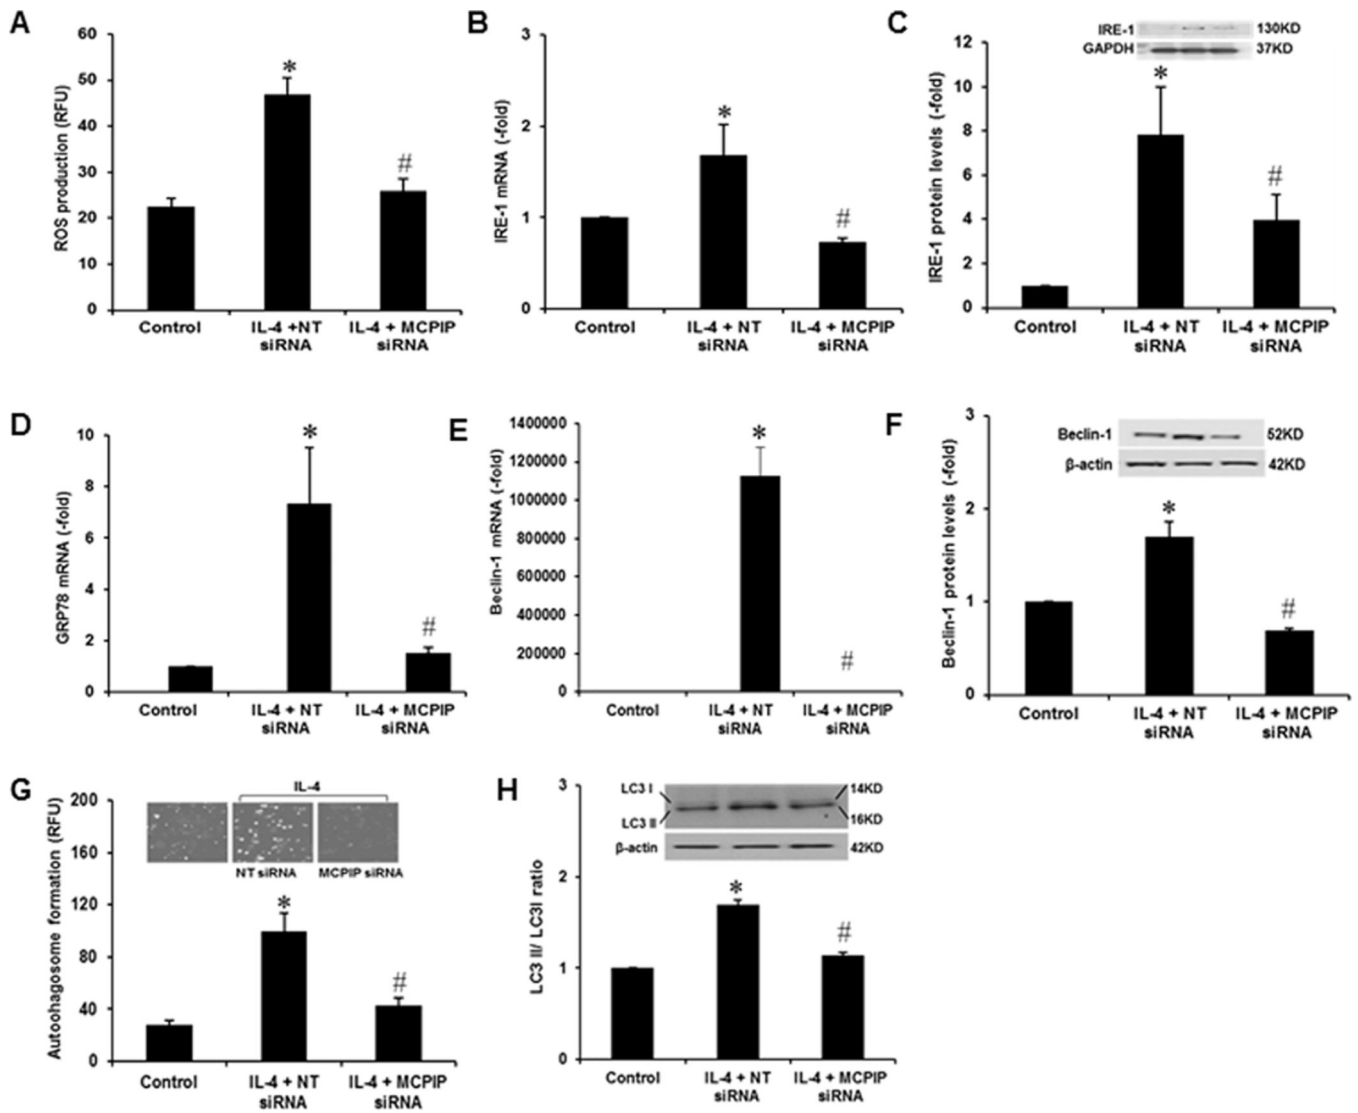 A
ROS production (RFU)
60
50
40
30
20
10
0
*
#
Control
IL-4 +NT
siRNA
IL-4 + MCPIP
siRNA
B
IRE-1 mRNA (-fold)
3
2
1
0
*
#
Control
IL-4 + NT
siRNA
IL-4 + MCPIP
siRNA
C
IRE-1 protein levels (-fold)
12
10
8
6
4
2
0
IRE-1 130KD
GAPDH 37KD
*
#
Control
IL-4 + NT
siRNA
IL-4 + MCPIP
siRNA
D
GRP78 mRNA (-fold)
10
8
6
4
2
0
*
#
Control
IL-4 + NT
siRNA
IL-4 + MCPIP
siRNA
E
Beclin-1 mRNA (-fold)
1400000
1200000
1000000
800000
600000
400000
200000
0
*
#
Control
IL-4 + NT
siRNA
IL-4 + MCPIP
siRNA
F
Beclin-1 protein levels (-fold)
3
2
1
0
Beclin-1 52KD
β-actin 42KD
*
#
Control
IL-4 + NT
siRNA
IL-4 + MCPIP
siRNA
G
Autoohagosome formation (RFU)
200
160
120
80
40
0
IL-4
NT siRNA MCPIP siRNA
*
#
Control
IL-4 + NT
siRNA
IL-4 + MCPIP
siRNA
H
LC3 II/ LC3I ratio
3
2
1
0
LC3 I 14KD
LC3 II 16KD
β-actin 42KD
*
#
Control
IL-4 + NT
siRNA
IL-4 + MCPIP
siRNA